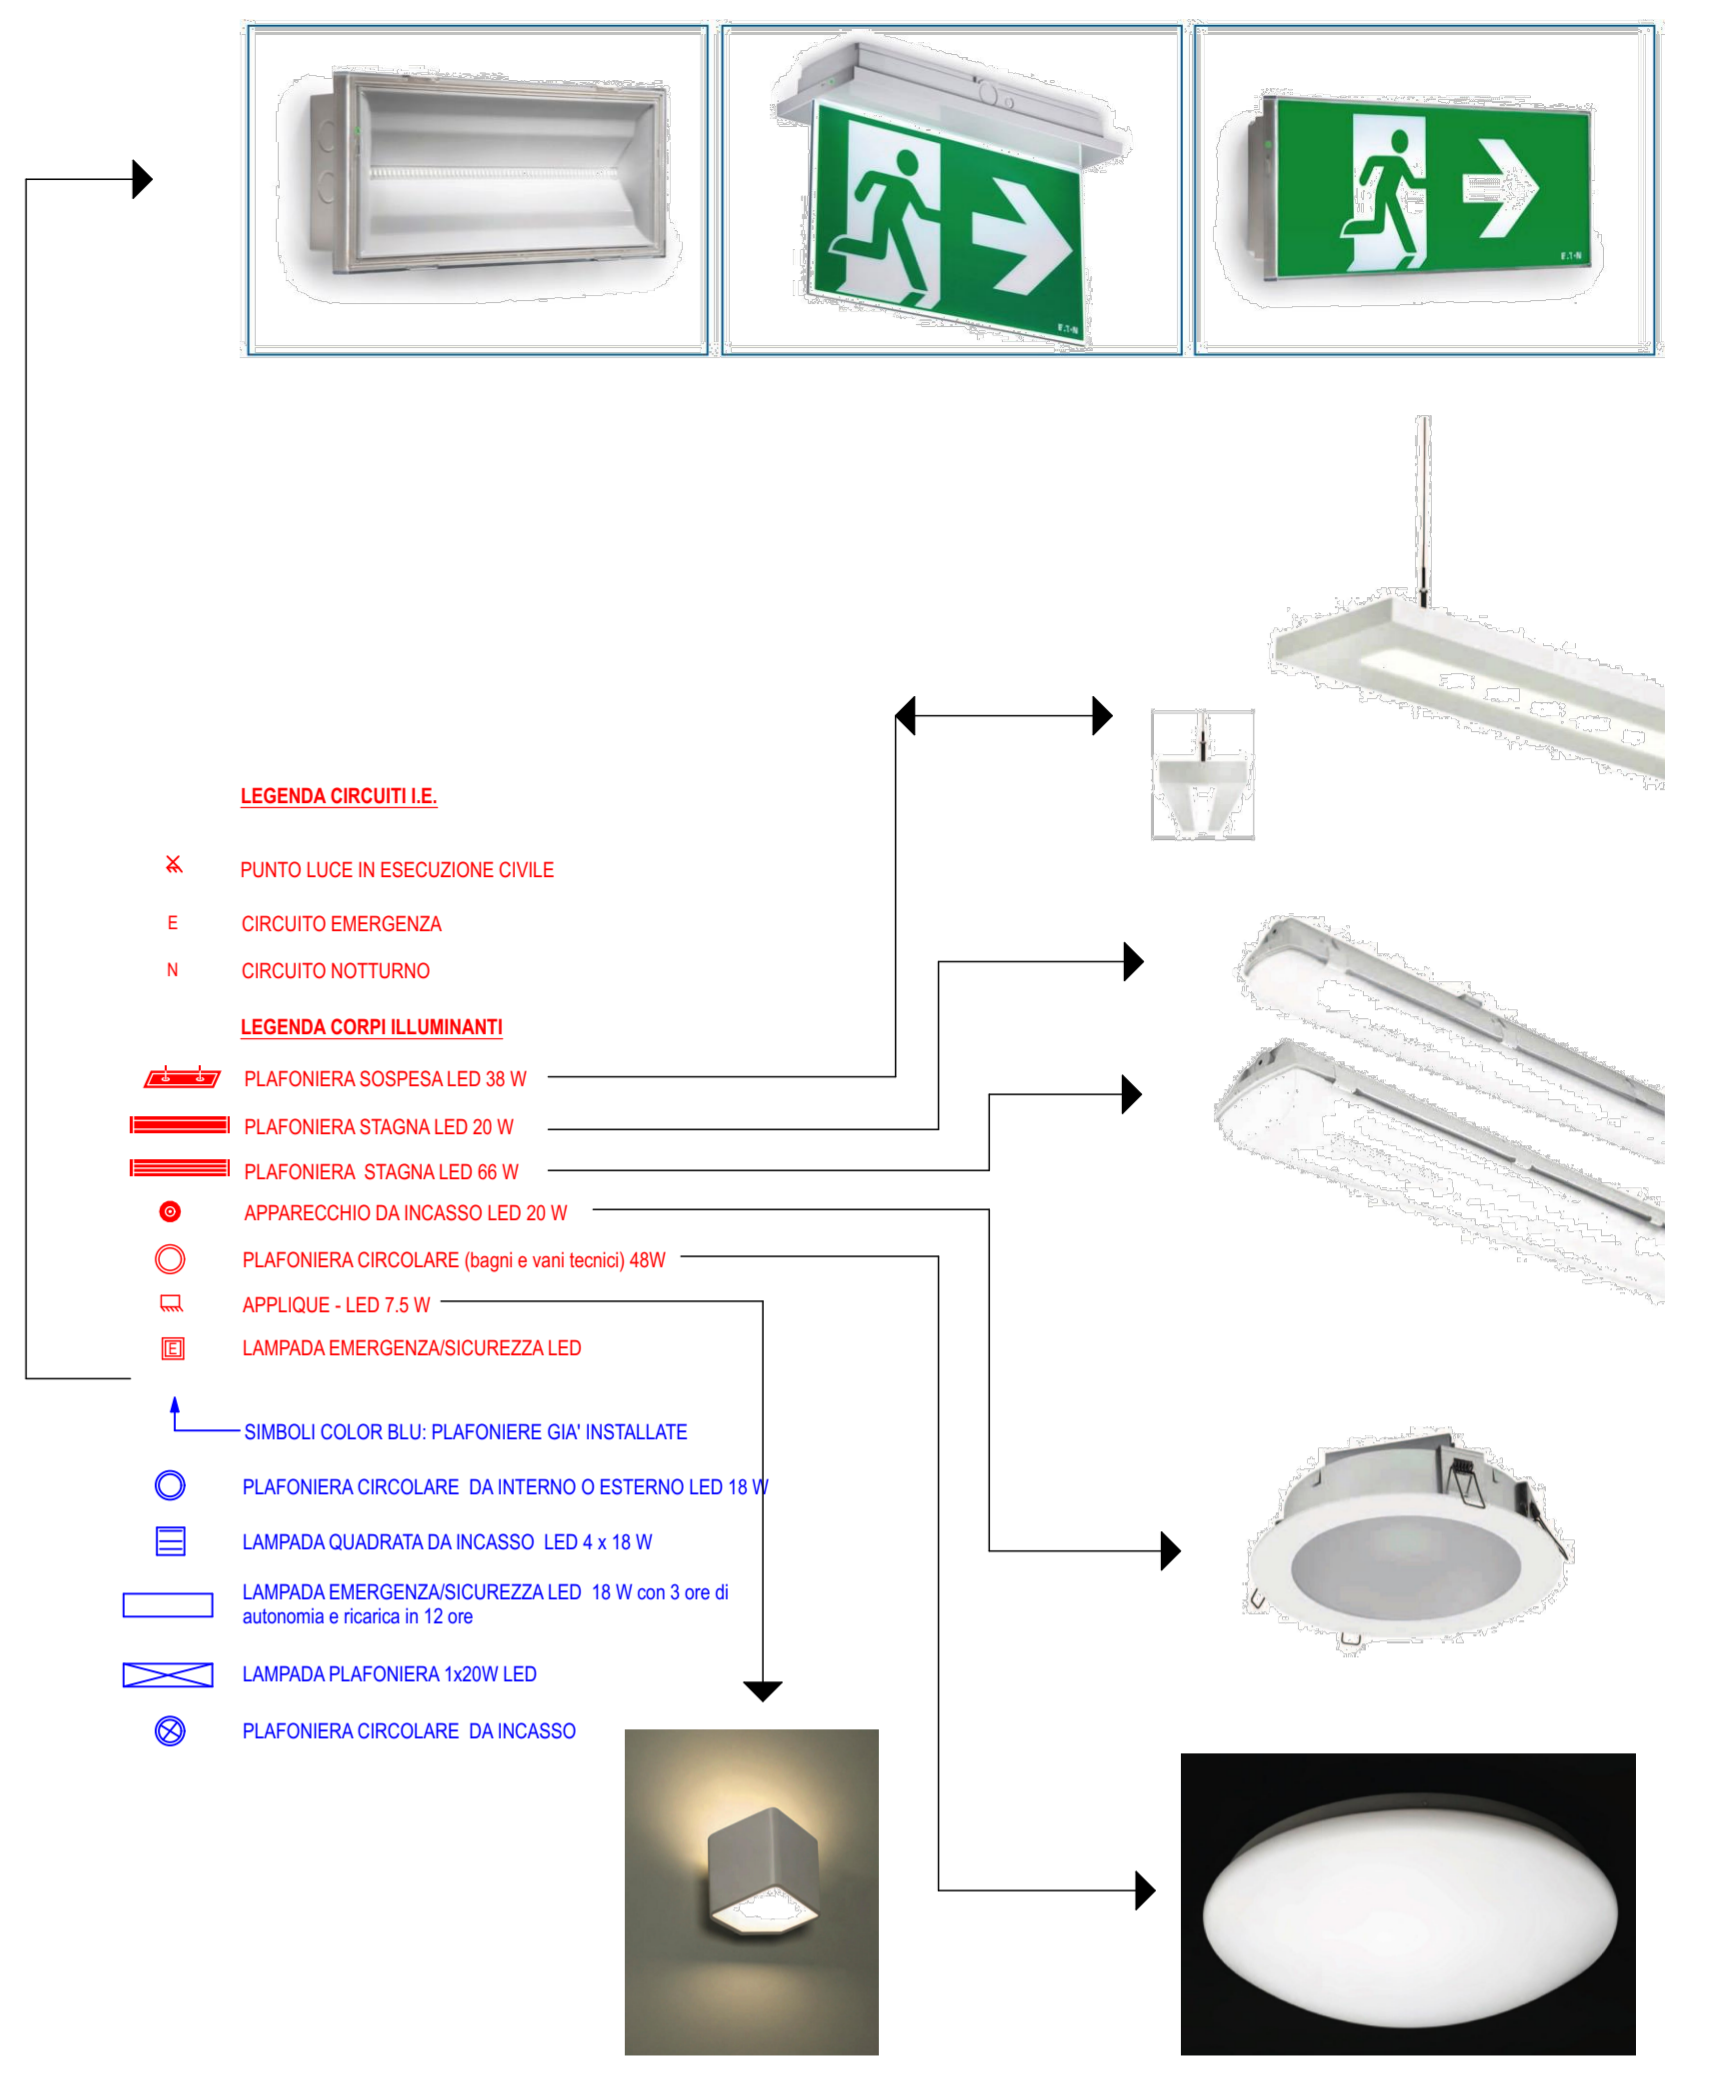 E.T·N
E.T·N
LEGENDA CIRCUITI I.E.
PUNTO LUCE IN ESECUZIONE CIVILE
E
CIRCUITO EMERGENZA
N
CIRCUITO NOTTURNO
LEGENDA CORPI ILLUMINANTI
PLAFONIERA SOSPESA LED 38 W
PLAFONIERA STAGNA LED 20 W
PLAFONIERA STAGNA LED 66 W
APPARECCHIO DA INCASSO LED 20 W
PLAFONIERA CIRCOLARE (bagni e vani tecnici) 48W
APPLIQUE - LED 7.5 W
E
LAMPADA EMERGENZA/SICUREZZA LED
SIMBOLI COLOR BLU: PLAFONIERE GIA' INSTALLATE
PLAFONIERA CIRCOLARE DA INTERNO O ESTERNO LED 18 W
LAMPADA QUADRATA DA INCASSO LED 4 x 18 W
LAMPADA EMERGENZA/SICUREZZA LED 18 W con 3 ore di
autonomia e ricarica in 12 ore
LAMPADA PLAFONIERA 1x20W LED
PLAFONIERA CIRCOLARE DA INCASSO